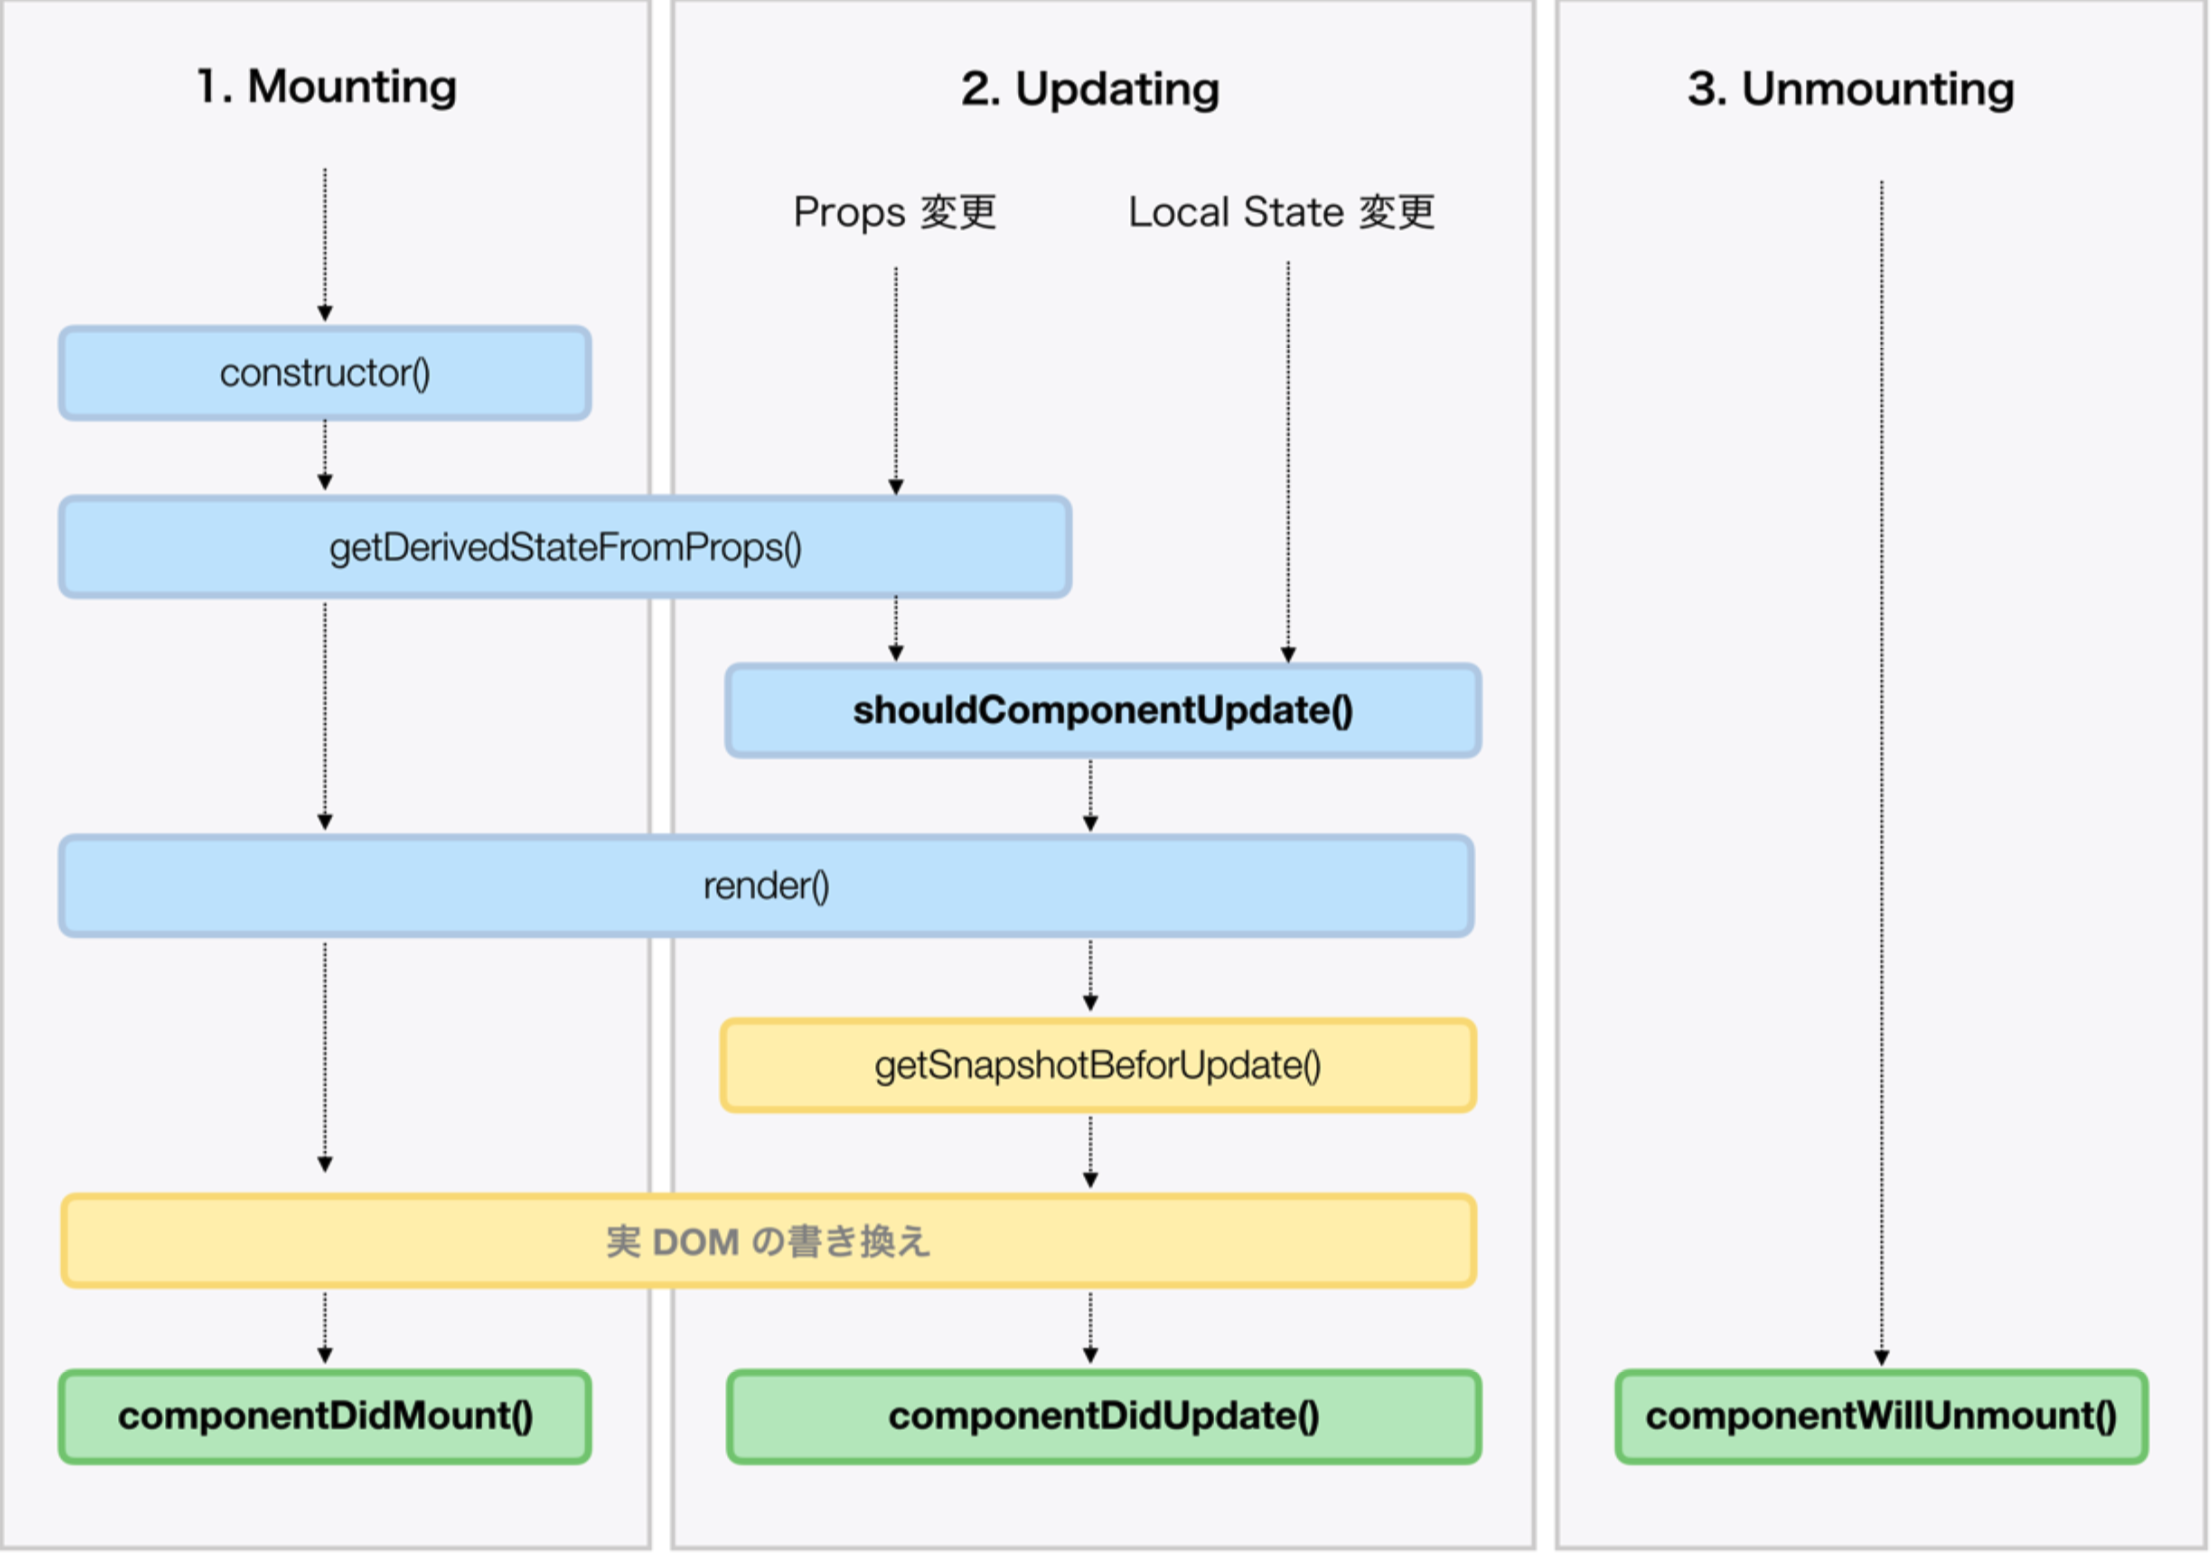 1. Mounting
2. Updating
3. Unmounting
Props 変更
Local State 変更
constructor()
getDerivedStateFromProps()
shouldComponentUpdate()
render()
getSnapshotBeforUpdate()
実 DOM の書き換え
componentDidMount()
componentDidUpdate()
componentWillUnmount()